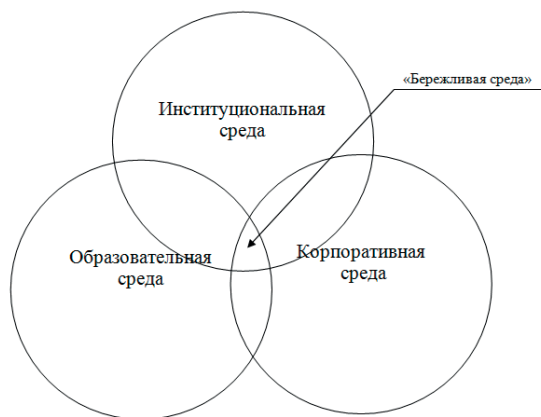 «Бережливая среда»
Институциональная
среда
Образовательная
среда
Корпоративная
среда